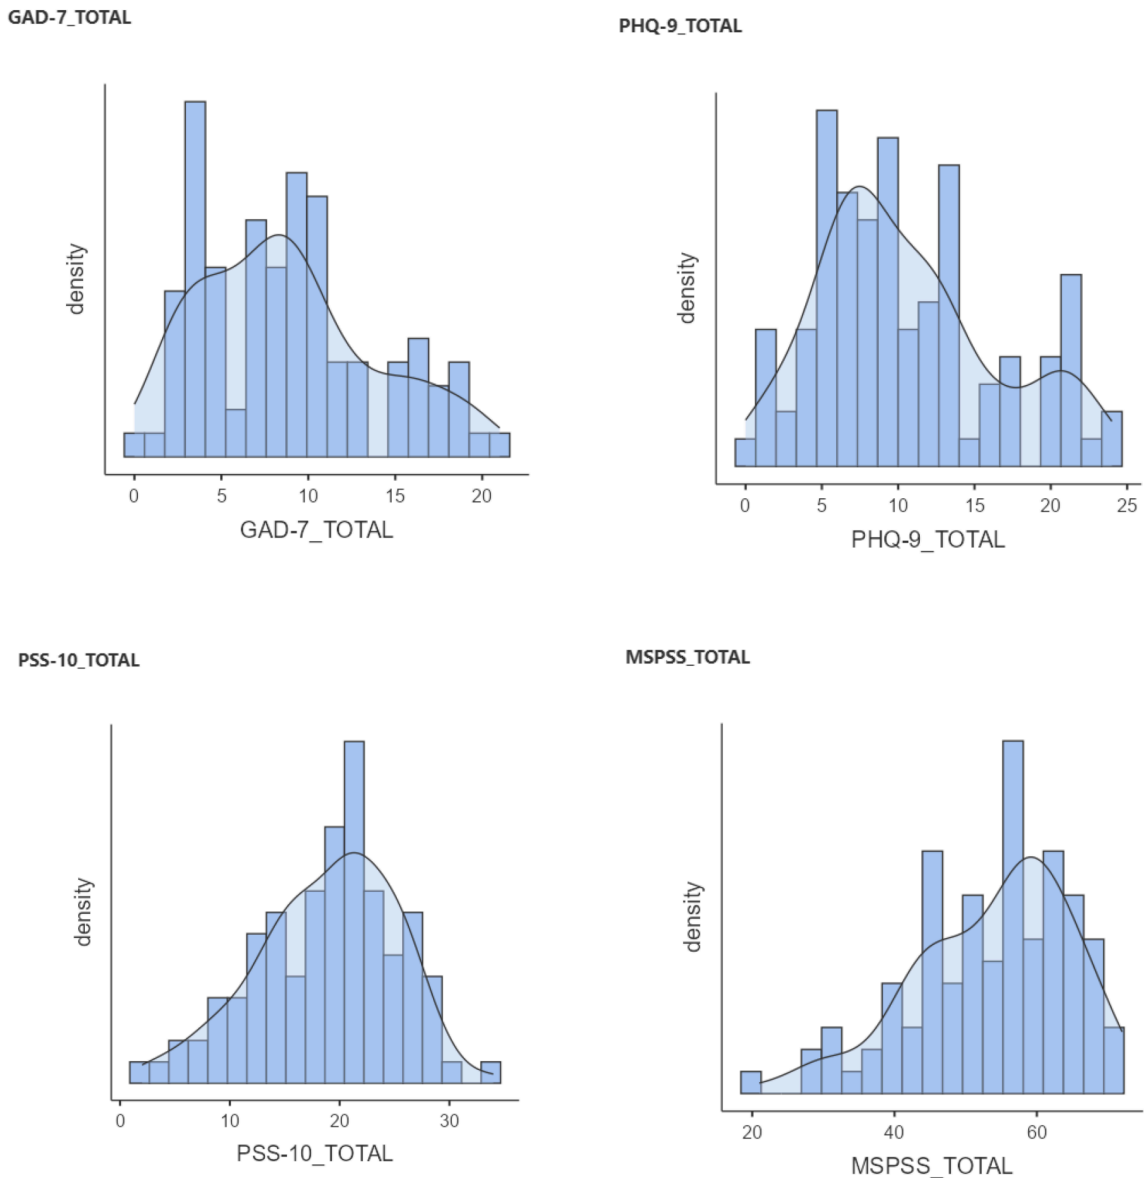 GAD-7_TOTAL
density
0 5 10 15 20
GAD-7_TOTAL
PHQ-9_TOTAL
density
0 5 10 15 20 25
PHQ-9_TOTAL
PSS-10_TOTAL
density
0 10 20 30
PSS-10_TOTAL
MSPSS_TOTAL
density
20 40 60
MSPSS_TOTAL